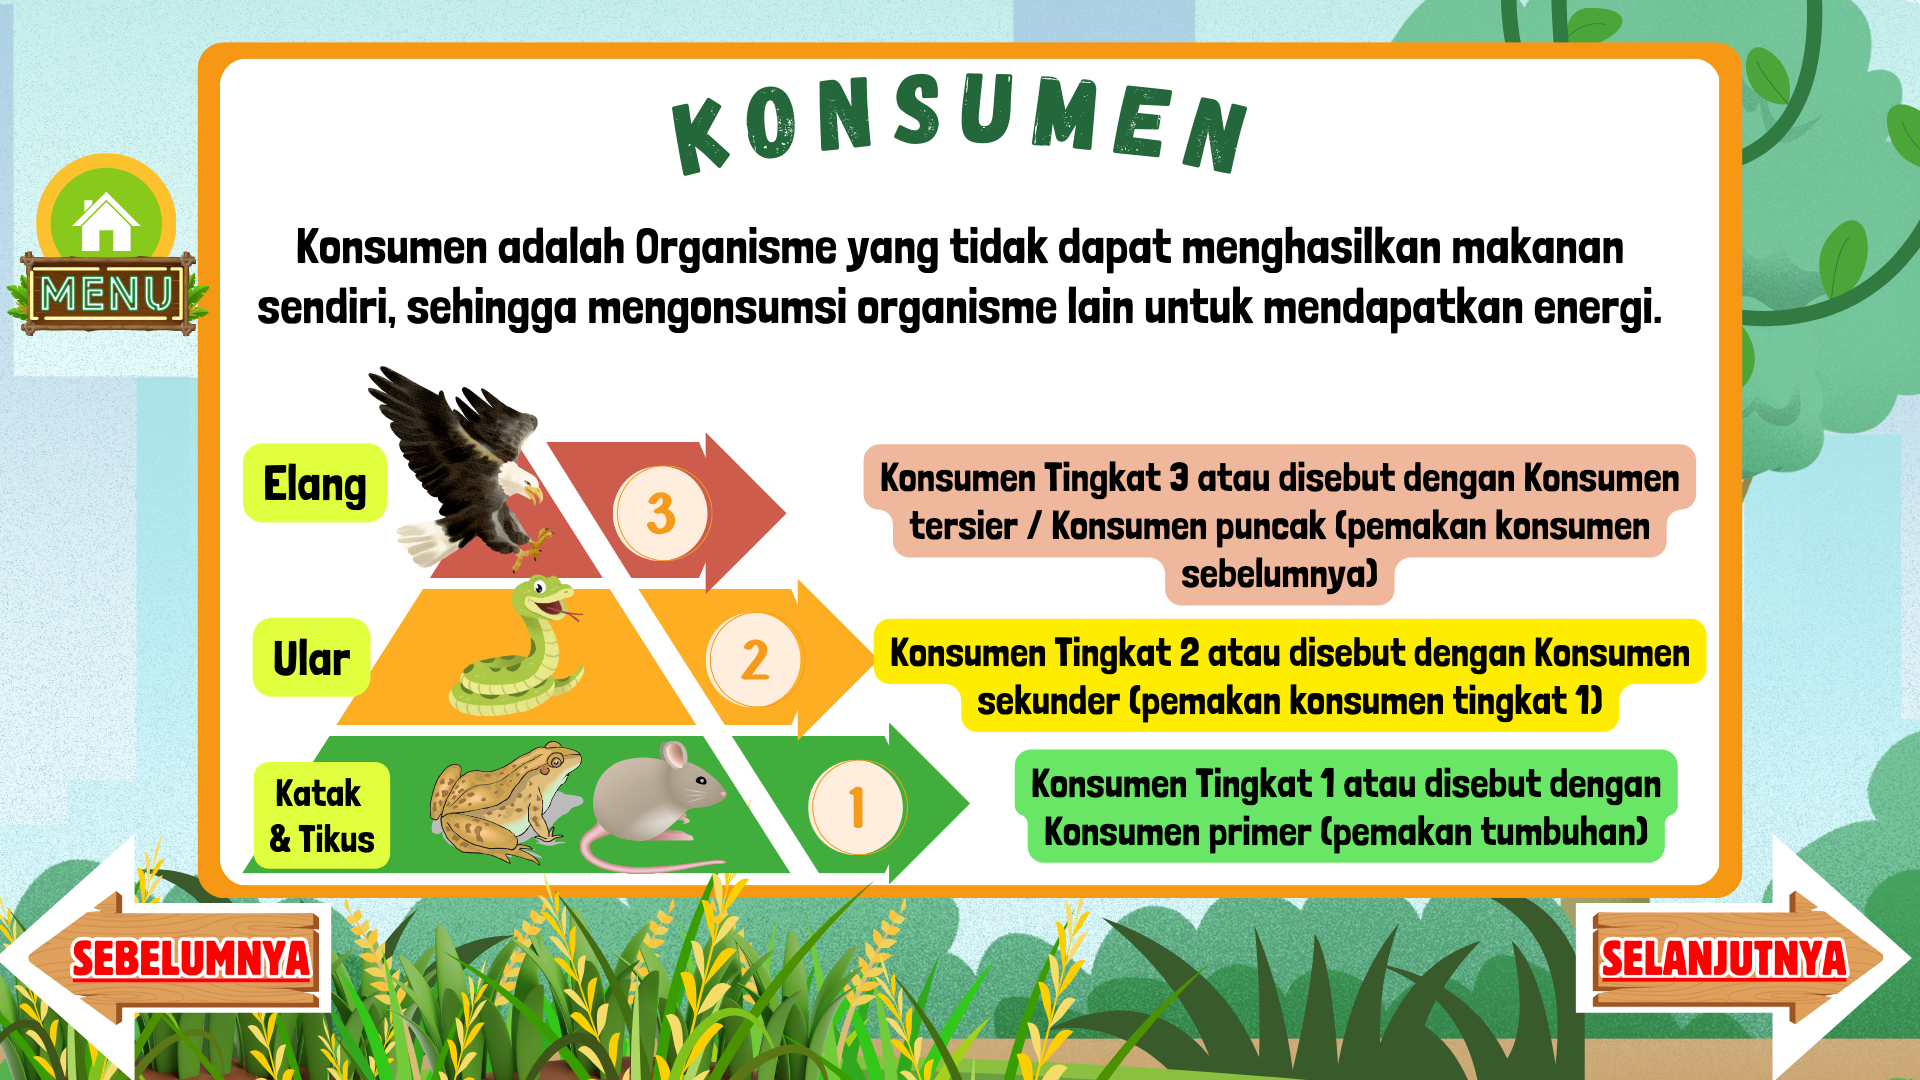 KONSUMEN
Konsumen adalah Organisme yang tidak dapat menghasilkan makanan
sendiri, sehingga mengonsumsi organisme lain untuk mendapatkan energi.
MENU
Elang
3
Konsumen Tingkat 3 atau disebut dengan Konsumen
tersier / Konsumen puncak (pemakan konsumen
sebelumnya)
Ular
2
Konsumen Tingkat 2 atau disebut dengan Konsumen
sekunder (pemakan konsumen tingkat 1)
Katak
& Tikus
1
Konsumen Tingkat 1 atau disebut dengan
Konsumen primer (pemakan tumbuhan)
SEBELUMNYA
SELANJUTNYA